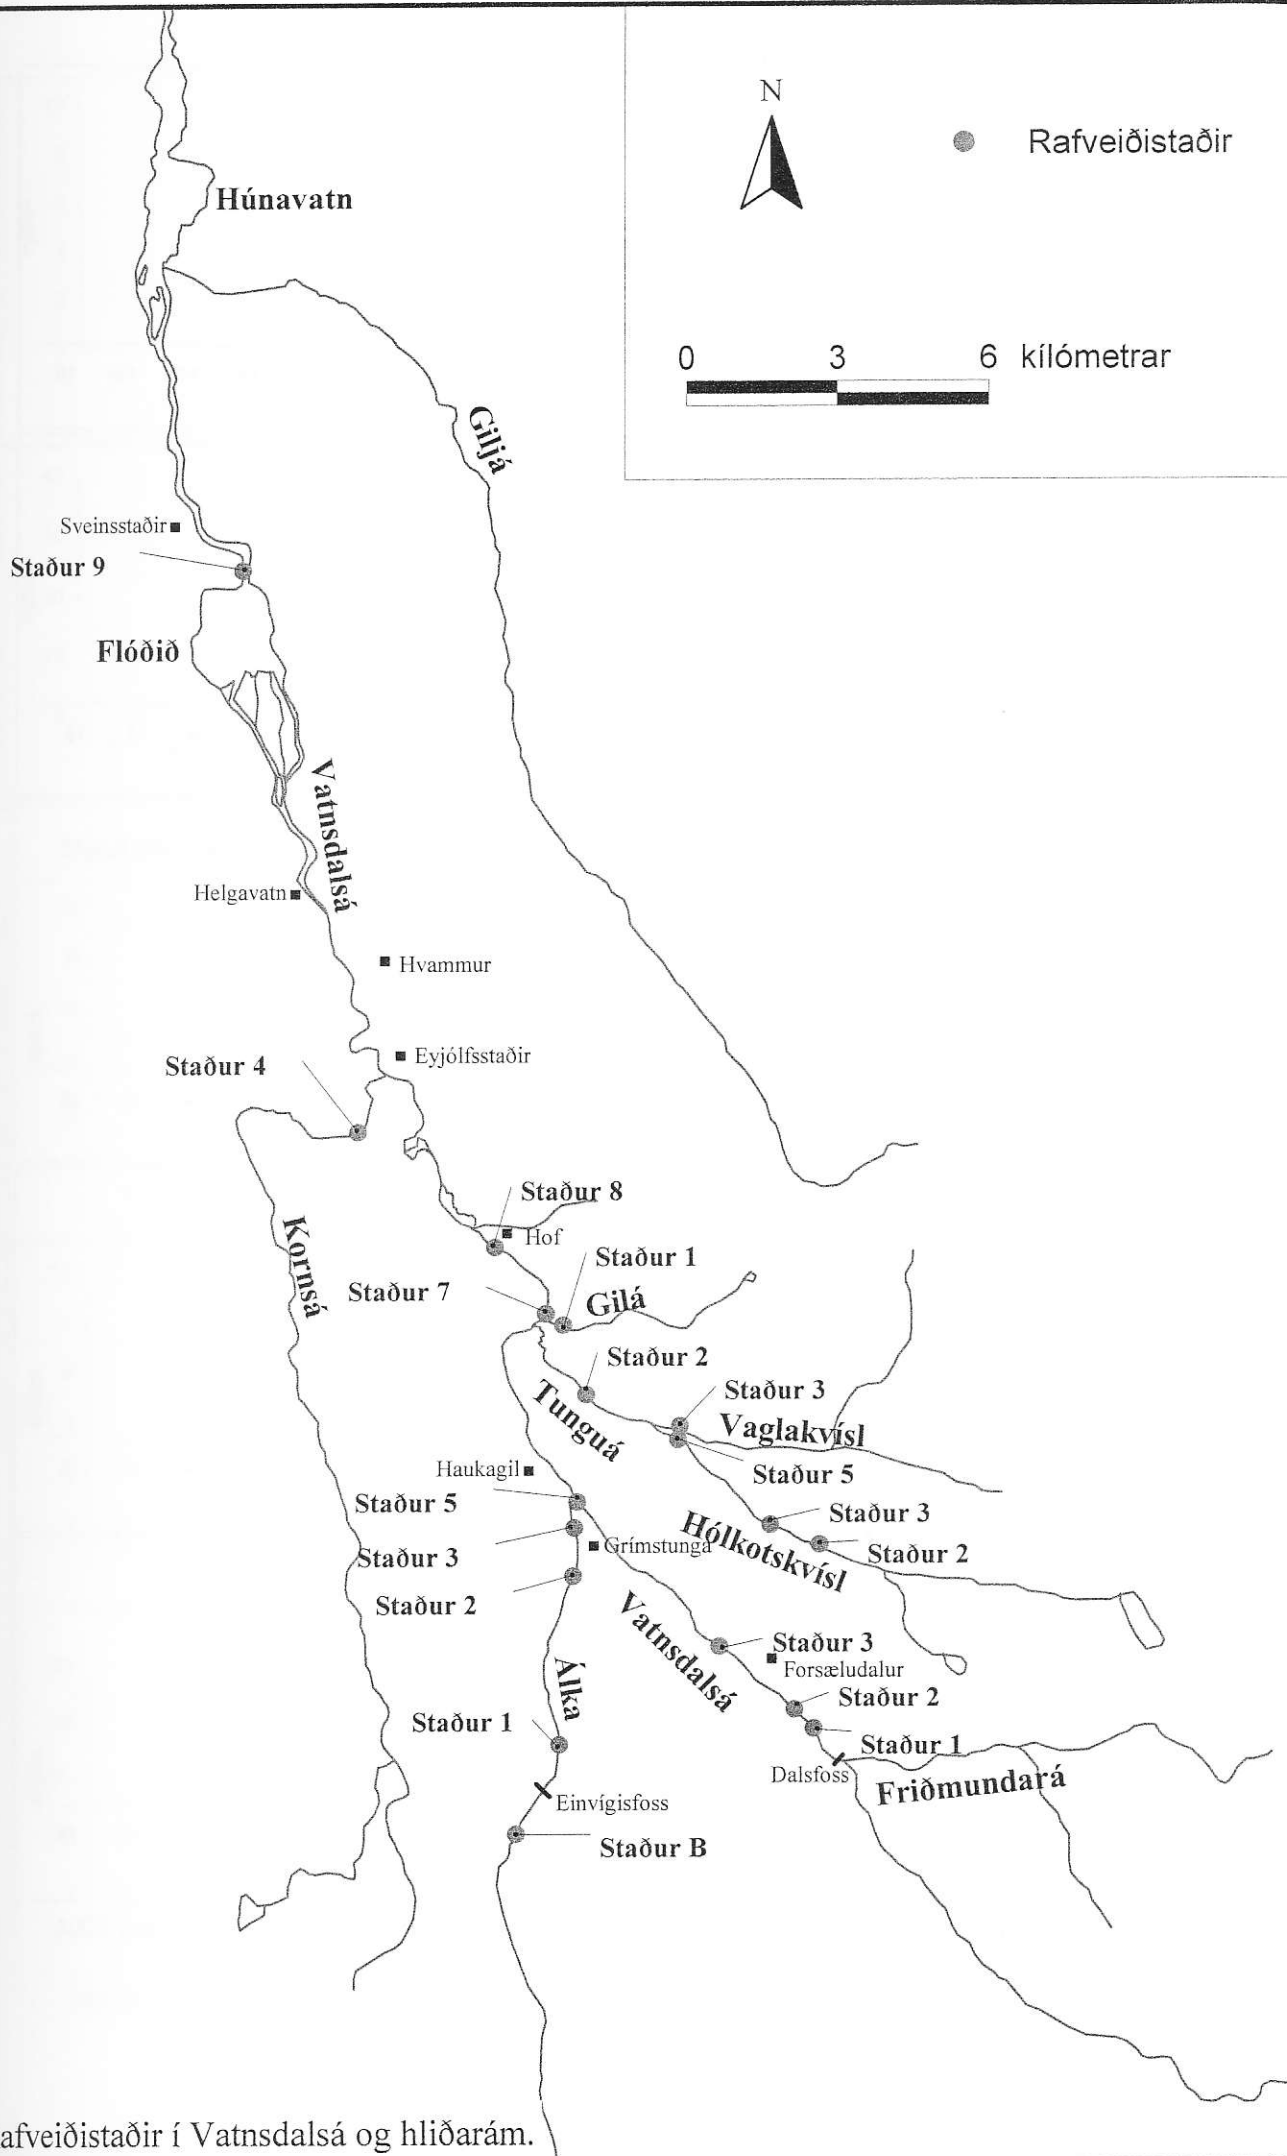 N
Rafveiðistaðir
Húnavatn
0 3 6 kílómetrar
Giljá
Sveinsstaðir
Staður 9
Flóðið
Vatnsdalsá
Helgavatn
Hvammur
Eyjólfsstaðir
Staður 4
Staður 8
Kornsá
Hof
Staður 1
Staður 7
Gilá
Staður 2
Staður 3
Tunguá
Vaglakvísl
Haukagil
Staður 5
Staður 5
Staður 3
Hólkotskvísl
Grímstunga
Staður 3
Staður 2
Staður 2
Vatnsdalsá
Staður 3
Forsæludalur
Álka
Staður 2
Staður 1
Staður 1
Dalsfoss
Friðmundará
Einvígisfoss
Staður B
afveiðistaðir í Vatnsdalsá og hliðarám.